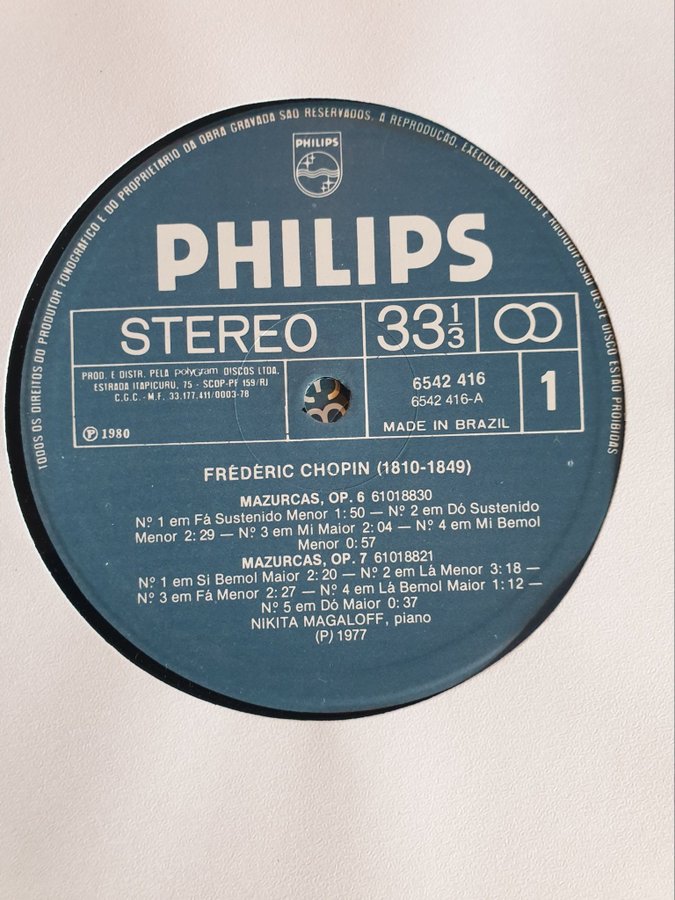 TODOS OS DIREITOS DO PRODUTOR FONOGRÁFICO E DO PROPRIETARIO DA OBRA GRAVADA SAO RESERVADOS. A REPRODUÇÃO, EXECUÇÃO PUBLICA E RADIODIFUSÃO DESTE DISCO ESTÃO PROIBIDAS
PHILIPS
PHILIPS
STEREO 33 1/3
PROD. E DISTR. PELA polygram DISCOS LTDA.
ESTRADA ITAPICURU, 75 - SCOP-PF 159/RJ
C.G.C. - M.F. 33.177.411/0003-78
Ⓟ 1980
6542 416
6542 416-A
MADE IN BRAZIL
1
FRÉDÉRIC CHOPIN (1810-1849)
MAZURCAS, OP. 6 61018830
Nº 1 em Fá Sustenido Menor 1:50 — Nº 2 em Dó Sustenido
Menor 2:29 — Nº 3 em Mi Maior 2:04 — Nº 4 em Mi Bemol
Menor 0:57
MAZURCAS, OP. 7 61018821
Nº 1 em Si Bemol Maior 2:20 — Nº 2 em Lá Menor 3:18 —
Nº 3 em Fá Menor 2:27 — Nº 4 em Lá Bemol Maior 1:12 —
Nº 5 em Dó Maior 0:37
NIKITA MAGALOFF, piano
(P) 1977